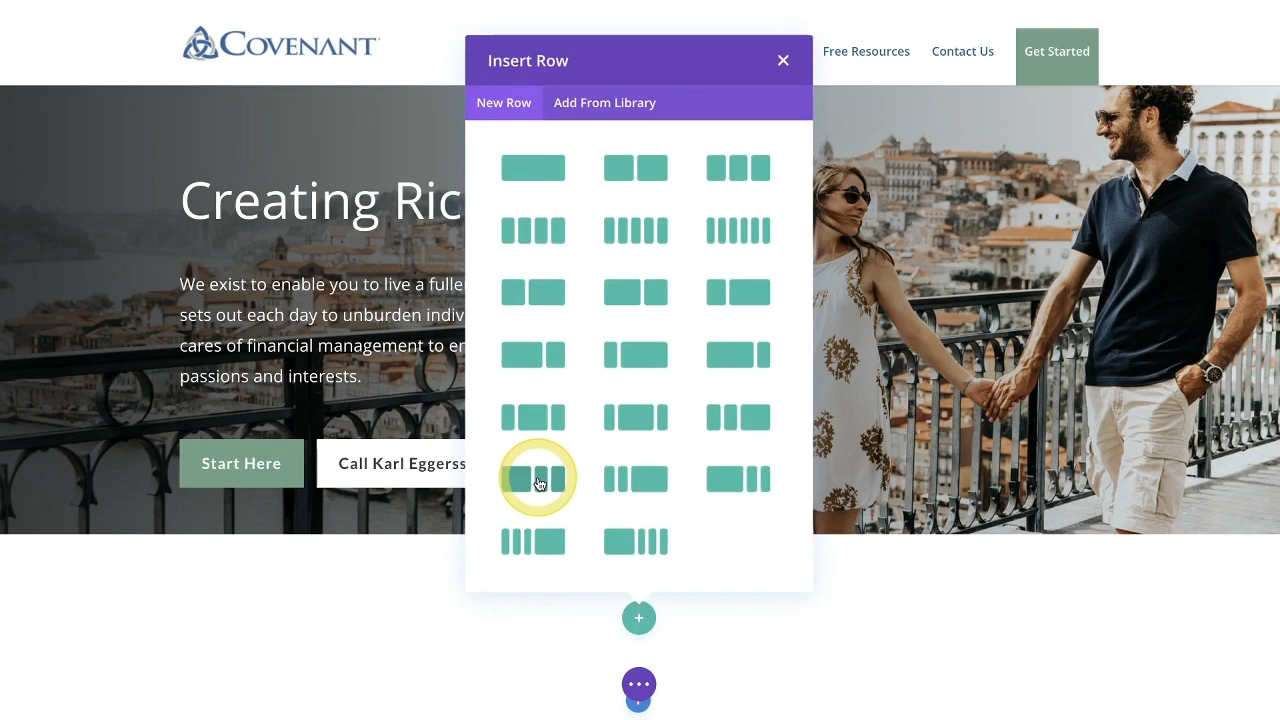 COVENANT
Free Resources
Contact Us
Get Started
Insert Row
New Row
Add From Library
Creating Ric
We exist to enable you to live a fuller
sets out each day to unburden indiv
cares of financial management to en
passions and interests.
Start Here
Call Karl Eggerss